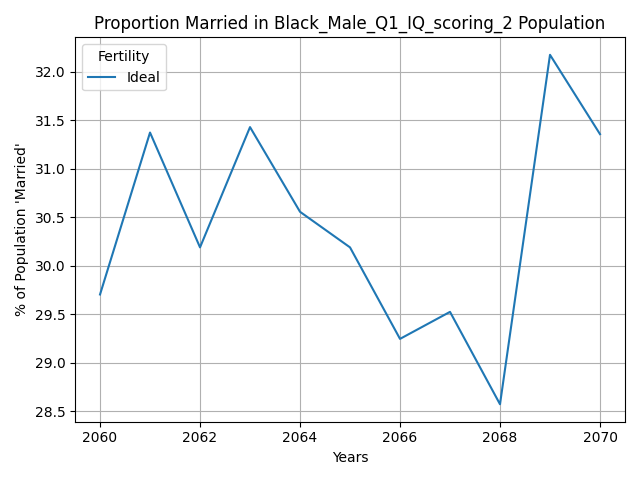 Proportion Married in Black_Male_Q1_IQ_scoring_2 Population
Fertility
Ideal
% of Population 'Married'
32.0
31.5
31.0
30.5
30.0
29.5
29.0
28.5
2060 2062 2064 2066 2068 2070
Years